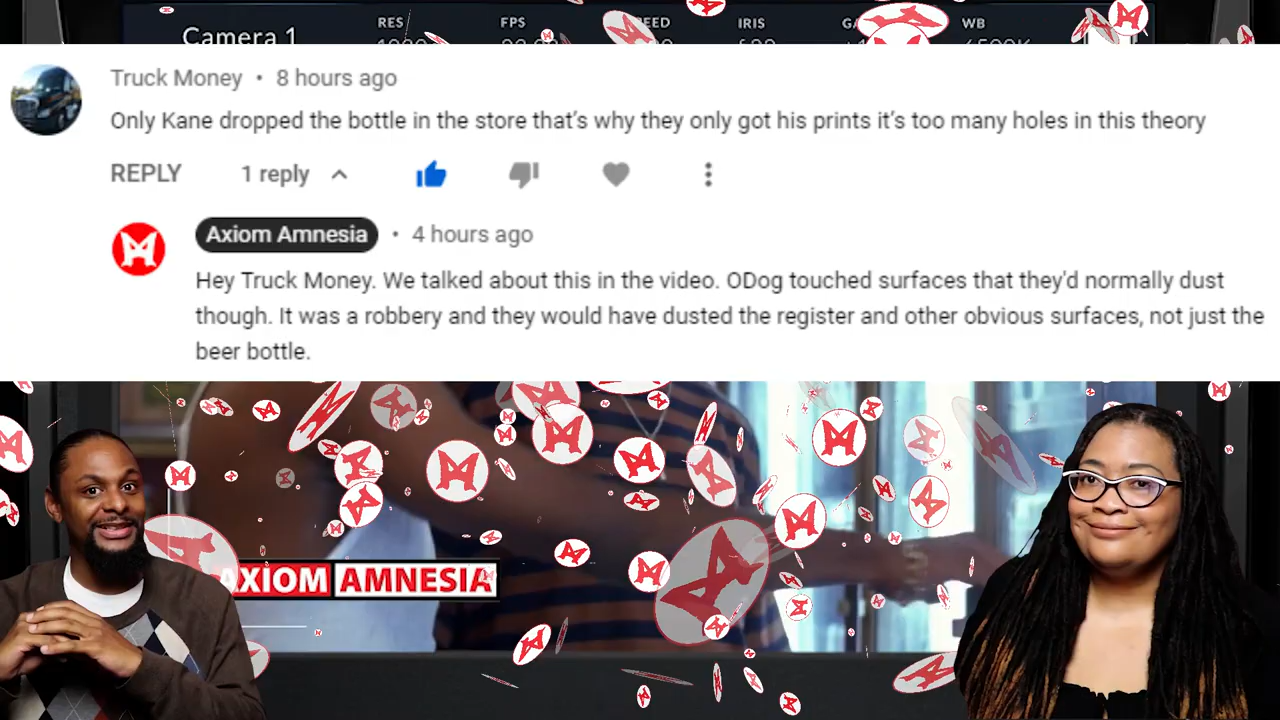 RES FPS IRIS WB
Camera 1
Truck Money • 8 hours ago
Only Kane dropped the bottle in the store that's why they only got his prints it's too many holes in this theory
REPLY 1 reply
Axiom Amnesia • 4 hours ago
Hey Truck Money. We talked about this in the video. ODog touched surfaces that they'd normally dust
though. It was a robbery and they would have dusted the register and other obvious surfaces, not just the
beer bottle.
AXIOM AMNESIA